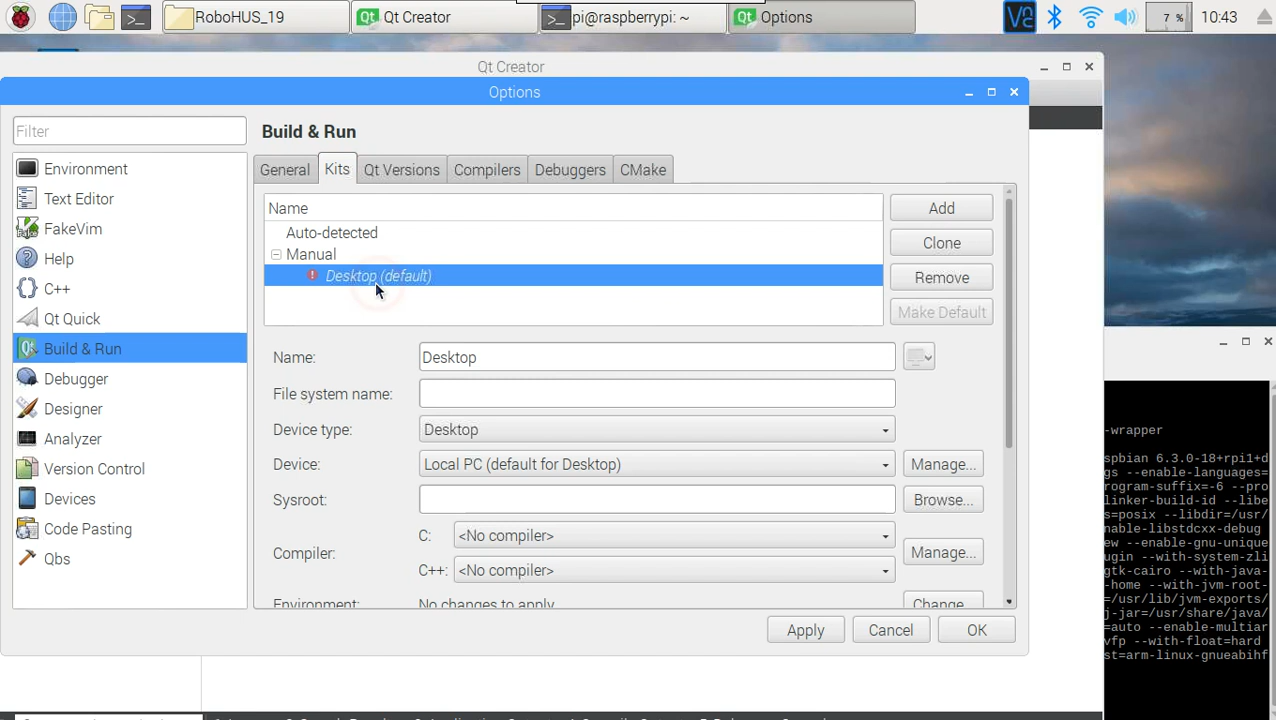 RoboHUS_19
Qt Creator
pi@raspberrypi: ~
Options
7 %
10:43
Qt Creator
Options
Filter
Environment
Text Editor
FakeVim
Help
C++
Qt Quick
Build & Run
Debugger
Designer
Analyzer
Version Control
Devices
Code Pasting
Qbs
Build & Run
General
Kits
Qt Versions
Compilers
Debuggers
CMake
Name
Auto-detected
Manual
Desktop (default)
Add
Clone
Remove
Make Default
Name:
Desktop
File system name:
Device type:
Desktop
Device:
Local PC (default for Desktop)
Manage...
Sysroot:
Browse...
Compiler:
C:
<No compiler>
C++:
<No compiler>
Manage...
Environment:
No changes to apply.
Change...
Apply
Cancel
OK
-wrapper
spbian 6.3.0-18+rpi1+d
gs --enable-languages=
rogram-suffix=-6 --pro
linker-build-id --libe
s=posix --libdir=/usr/
nable-libstdcxx-debug
ew --enable-gnu-unique
ugin --with-system-zli
gtk-cairo --with-java-
-home --with-jvm-root-
=/usr/lib/jvm-exports/
j-jar=/usr/share/java/
=auto --enable-multiar
vfp --with-float=hard
st=arm-linux-gnueabihf